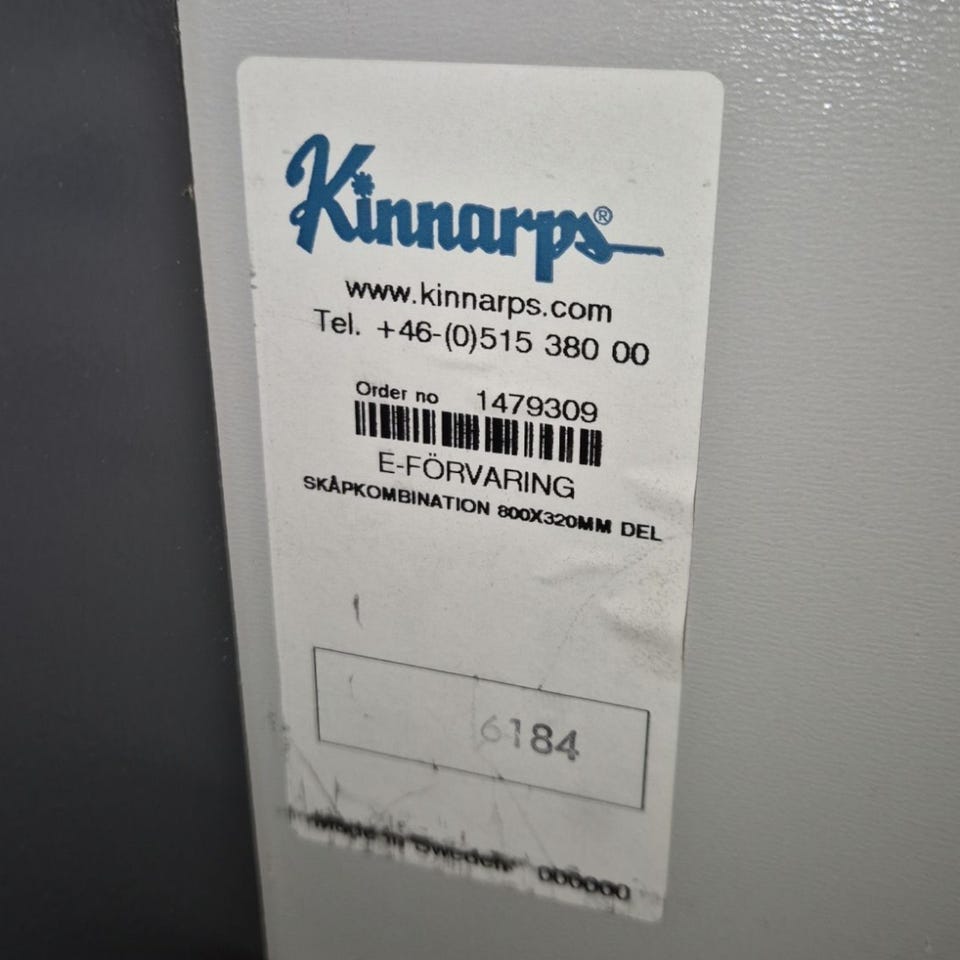 Kinnarps®
www.kinnarps.com
Tel. +46-(0)515 380 00
Order no 1479309
E-FÖRVARING
SKÅPKOMBINATION 800X320MM DEL
6184
Made in Sweden 000000